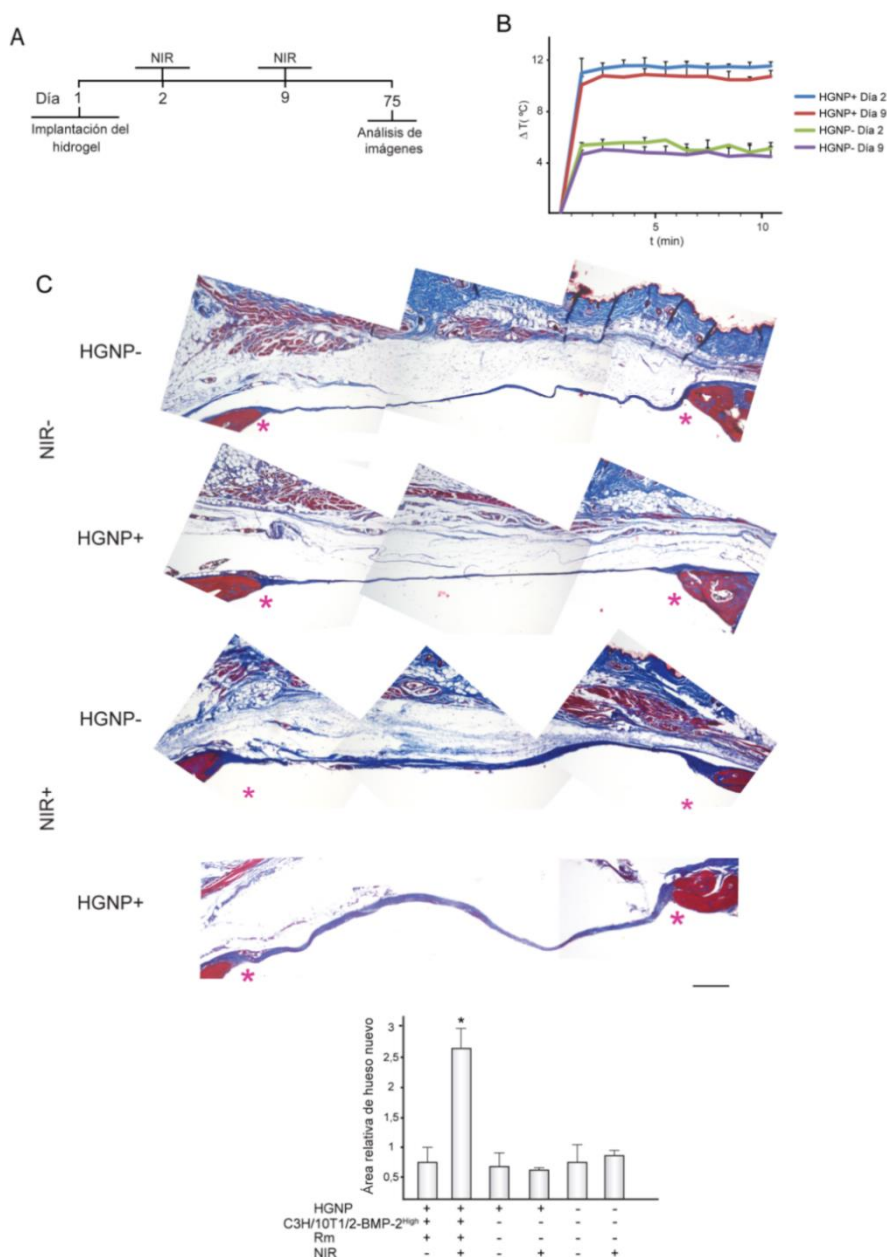 A
NIR
NIR
Día 1 2 9 75
Implantación del
hidrogel
Análisis de
imágenes
B
Δ T( ºC)
12
8
4
5
10
t (min)
HGNP+ Día 2
HGNP+ Día 9
HGNP- Día 2
HGNP- Día 9
C
NIR-
HGNP-
*
*
HGNP+
*
*
NIR+
HGNP-
*
*
HGNP+
*
*
Área relativa de hueso nuevo
3
2,5
2
1,5
1
0,5
*
HGNP + + + + - -
C3H/10T1/2-BMP-2High + + - - - -
Rm + + - - - -
NIR - + - + - +